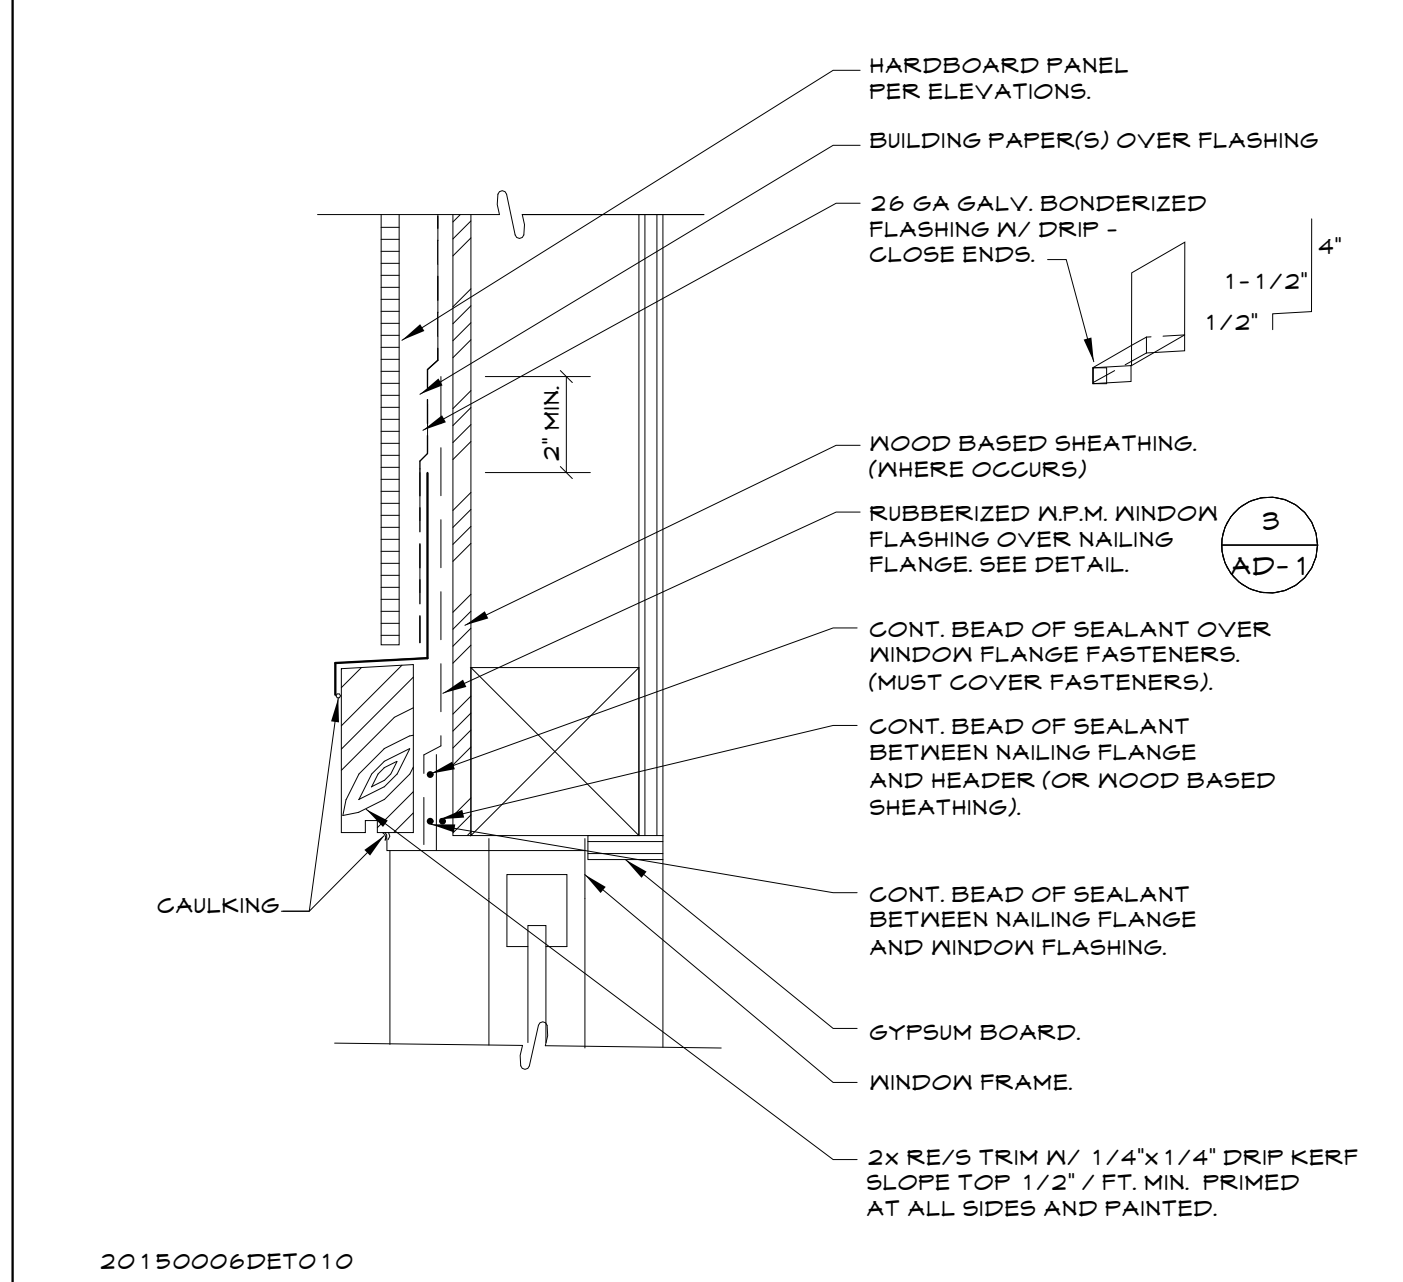 HARDBOARD PANEL
PER ELEVATIONS.
BUILDING PAPER(S) OVER FLASHING
26 GA GALV. BONDERIZED
FLASHING W/ DRIP -
CLOSE ENDS.
4"
1-1/2"
1/2"
2" MIN.
WOOD BASED SHEATHING.
(WHERE OCCURS)
RUBBERIZED W.P.M. WINDOW
FLASHING OVER NAILING
FLANGE. SEE DETAIL.
3
AD-1
CONT. BEAD OF SEALANT OVER
WINDOW FLANGE FASTENERS.
(MUST COVER FASTENERS).
CONT. BEAD OF SEALANT
BETWEEN NAILING FLANGE
AND HEADER (OR WOOD BASED
SHEATHING).
CAULKING
CONT. BEAD OF SEALANT
BETWEEN NAILING FLANGE
AND WINDOW FLASHING.
GYPSUM BOARD.
WINDOW FRAME.
2x RE/S TRIM W/ 1/4"x1/4" DRIP KERF
SLOPE TOP 1/2" / FT. MIN. PRIMED
AT ALL SIDES AND PAINTED.
20150006DET010